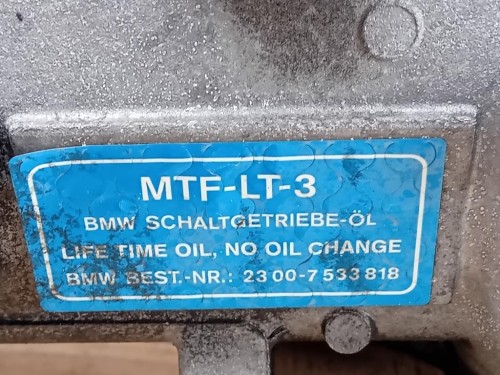 MTF-LT-3
BMW SCHALTGETRIEBE-ÖL
LIFE TIME OIL, NO OIL CHANGE
BMW BEST.-NR.: 23 00-7 533 818